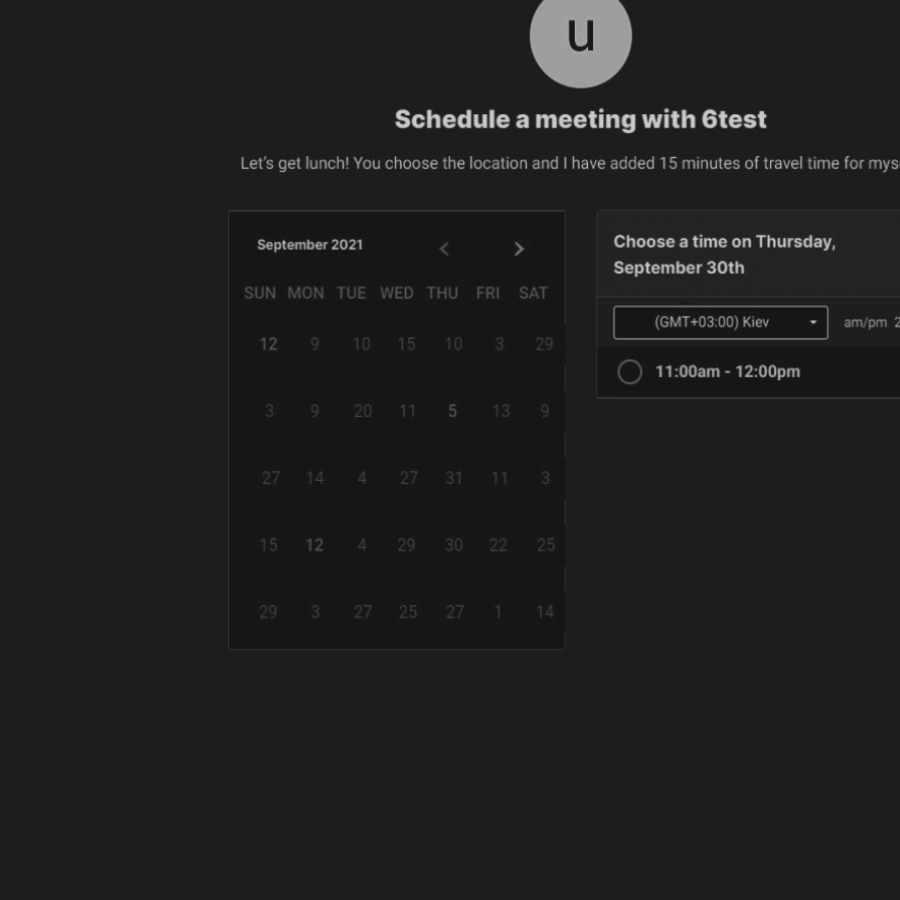 u
Schedule a meeting with 6test
Let's get lunch! You choose the location and I have added 15 minutes of travel time for mys
September 2021
SUN MON TUE WED THU FRI SAT
12 9 10 15 10 3 29
3 9 20 11 5 13 9
27 14 4 27 31 11 3
15 12 4 29 30 22 25
29 3 27 25 27 1 14
Choose a time on Thursday,
September 30th
(GMT+03:00) Kiev am/pm 2
11:00am - 12:00pm